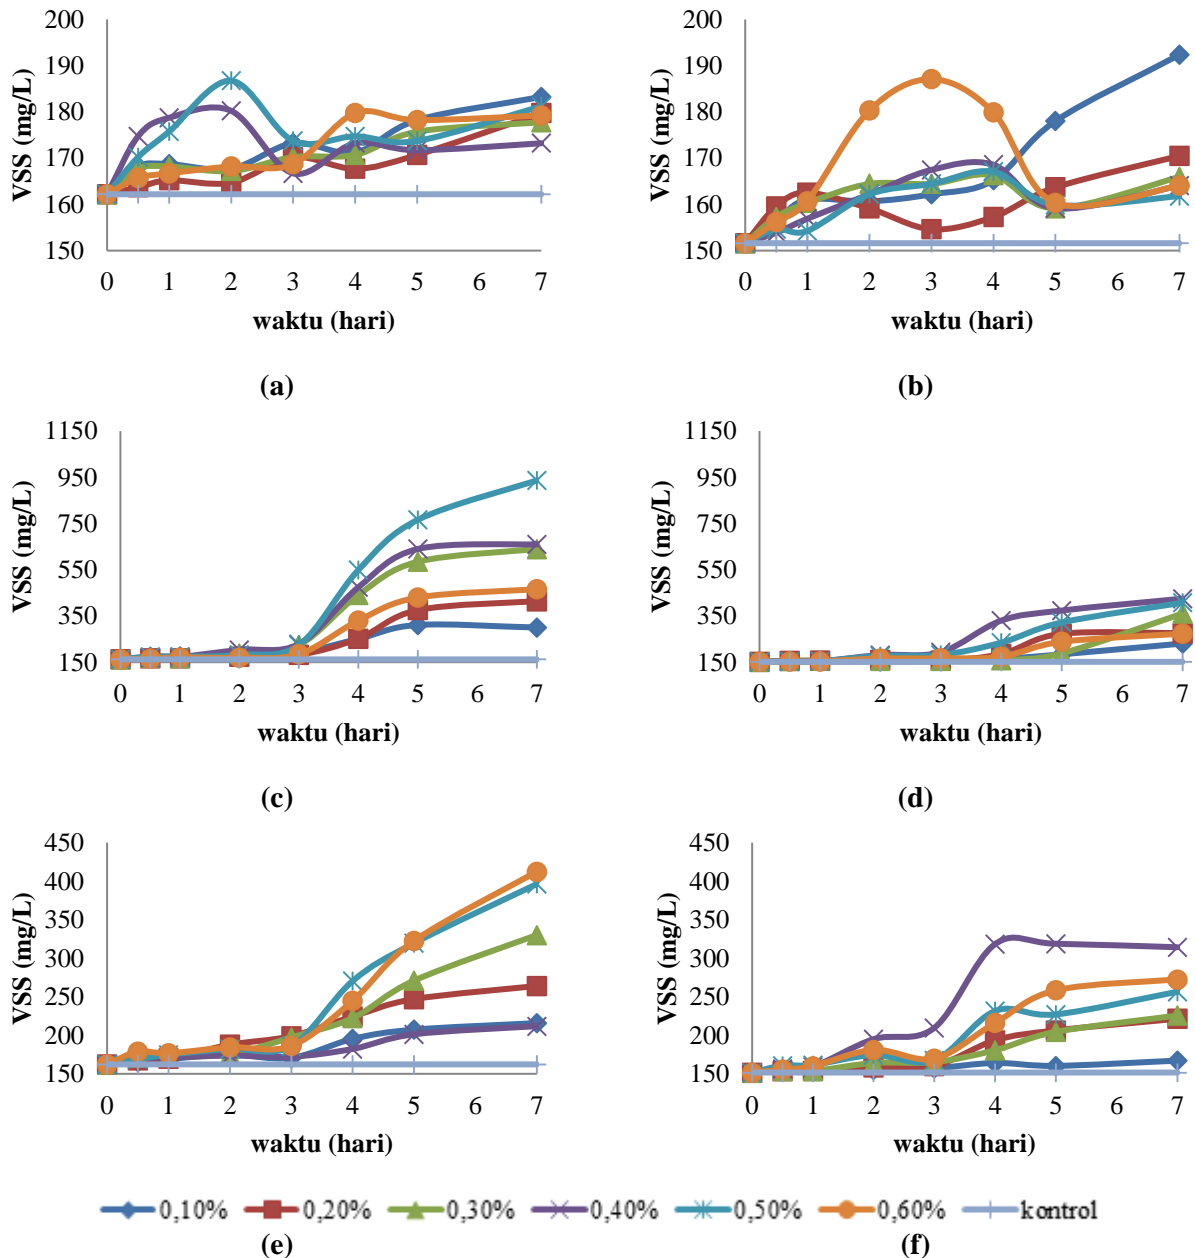 200
190
180
170
160
150
VSS (mg/L)
0 1 2 3 4 5 6 7
waktu (hari)
(a)
200
190
180
170
160
150
VSS (mg/L)
0 1 2 3 4 5 6 7
waktu (hari)
(b)
1150
950
750
550
350
150
VSS (mg/L)
0 1 2 3 4 5 6 7
waktu (hari)
(c)
1150
950
750
550
350
150
VSS (mg/L)
0 1 2 3 4 5 6 7
waktu (hari)
(d)
450
400
350
300
250
200
150
VSS (mg/L)
0 1 2 3 4 5 6 7
waktu (hari)
450
400
350
300
250
200
150
VSS (mg/L)
0 1 2 3 4 5 6 7
waktu (hari)
0,10% 0,20% 0,30% 0,40% 0,50% 0,60% kontrol
(e) (f)